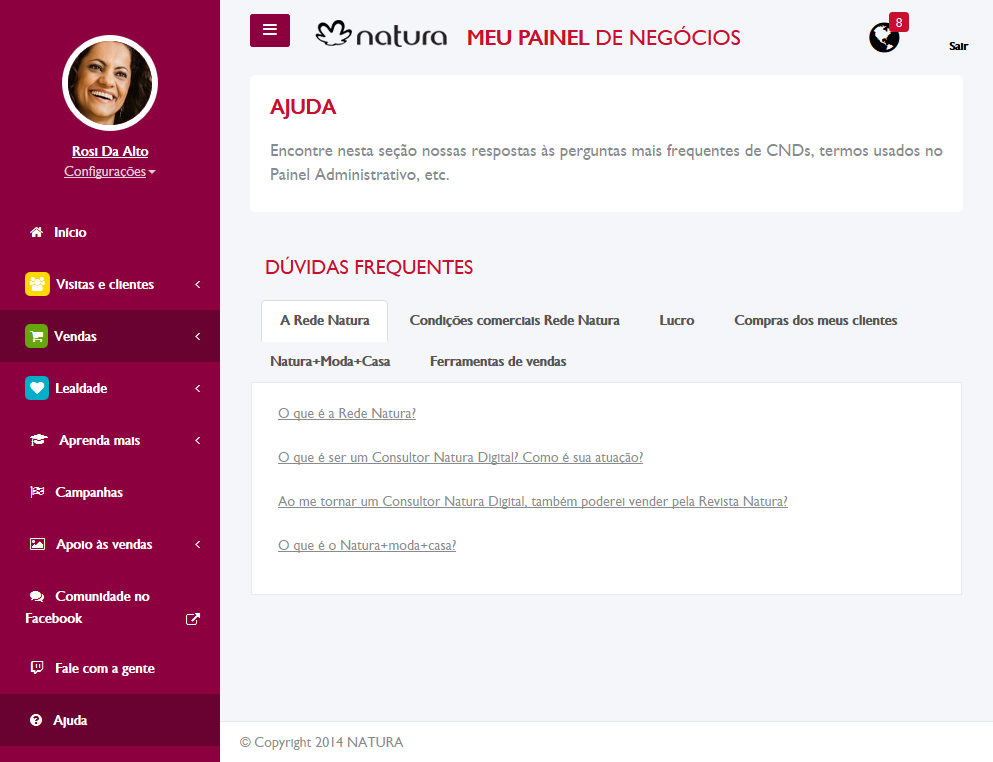 Rosi Da Alto
Configurações
Início
Visitas e clientes
Vendas
Lealdade
Aprenda mais
Campanhas
Apoio às vendas
Comunidade no
Facebook
Fale com a gente
Ajuda
natura MEU PAINEL DE NEGÓCIOS
8
Sair
AJUDA
Encontre nesta seção nossas respostas às perguntas mais frequentes de CNDs, termos usados no
Painel Administrativo, etc.
DÚVIDAS FREQUENTES
A Rede Natura Condições comerciais Rede Natura Lucro Compras dos meus clientes
Natura+Moda+Casa Ferramentas de vendas
O que é a Rede Natura?
O que é ser um Consultor Natura Digital? Como é sua atuação?
Ao me tornar um Consultor Natura Digital, também poderei vender pela Revista Natura?
O que é o Natura+moda+casa?
© Copyright 2014 NATURA